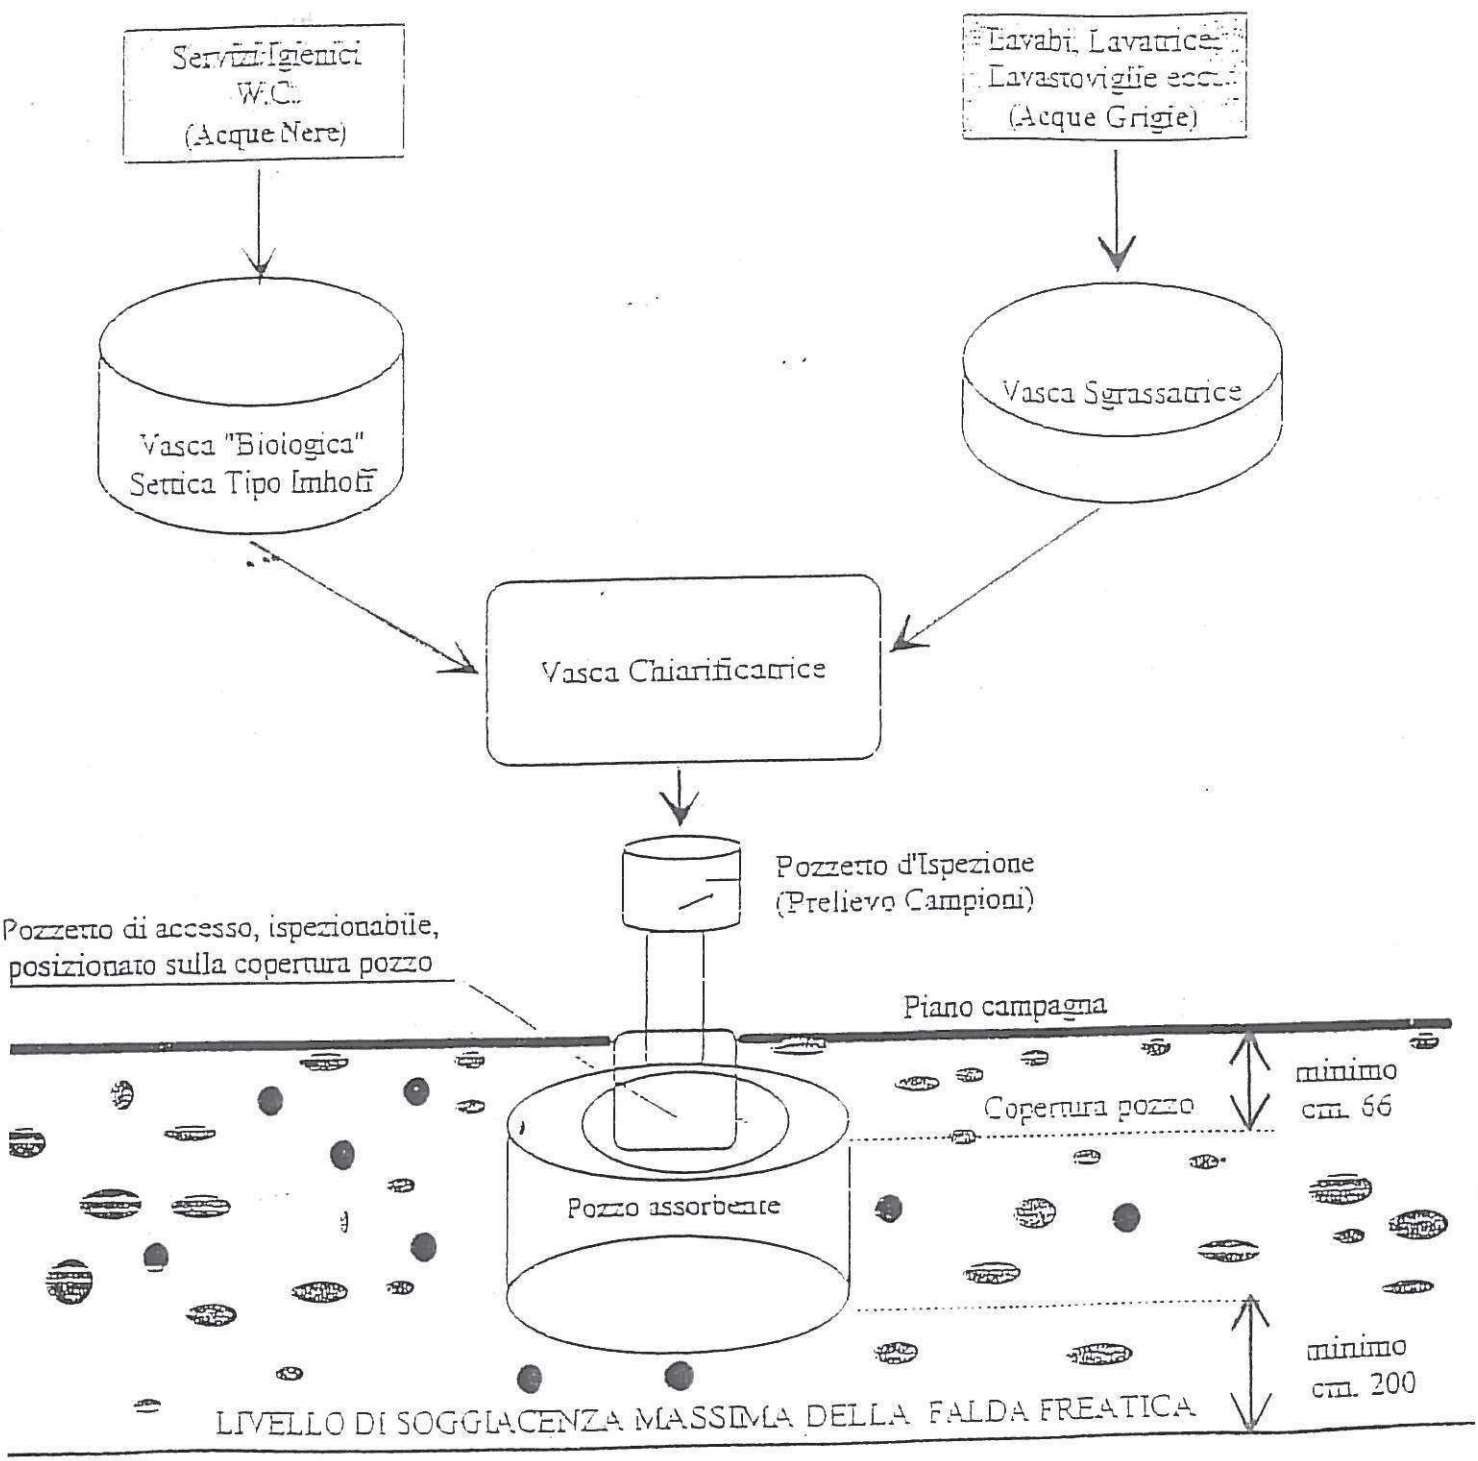 Servizi Igienici
W.C.
(Acque Nere)
Lavabi, Lavatrice,
Lavastoviglie ecc.
(Acque Grigie)
Vasca "Biologica"
Settica Tipo Imhoff
Vasca Sgrassatrice
Vasca Chiarificatrice
Pozzetto d'Ispezione
(Prelievo Campioni)
Pozzetto di accesso, ispezionabile,
posizionato sulla copertura pozzo
Piano campagna
minimo
cm. 66
Copertura pozzo
Pozzo assorbente
minimo
cm. 200
LIVELLO DI SOGGIACENZA MASSIMA DELLA FALDA FREATICA